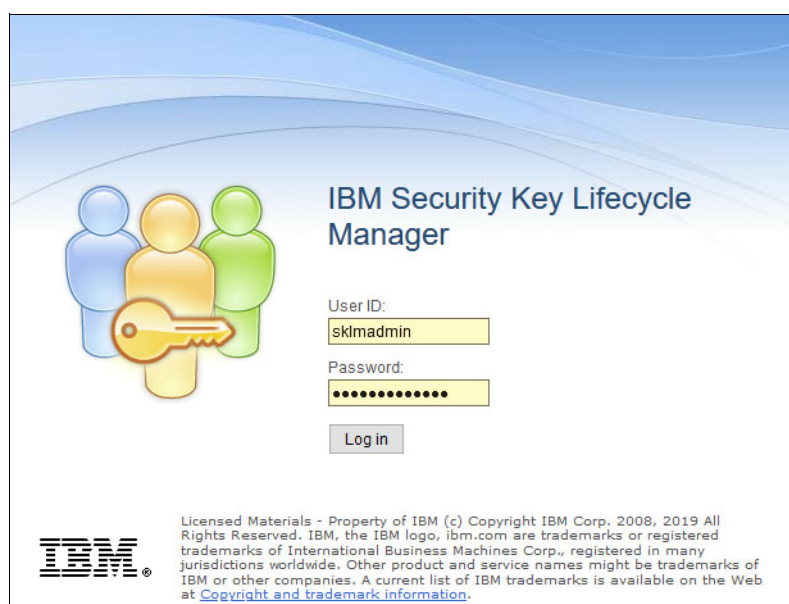 IBM Security Key Lifecycle
Manager
User ID:
sklmadmin
Password:
•••••••••••••
Log in
IBM®
Licensed Materials - Property of IBM (c) Copyright IBM Corp. 2008, 2019 All
Rights Reserved. IBM, the IBM logo, ibm.com are trademarks or registered
trademarks of International Business Machines Corp., registered in many
jurisdictions worldwide. Other product and service names might be trademarks of
IBM or other companies. A current list of IBM trademarks is available on the Web
at Copyright and trademark information.